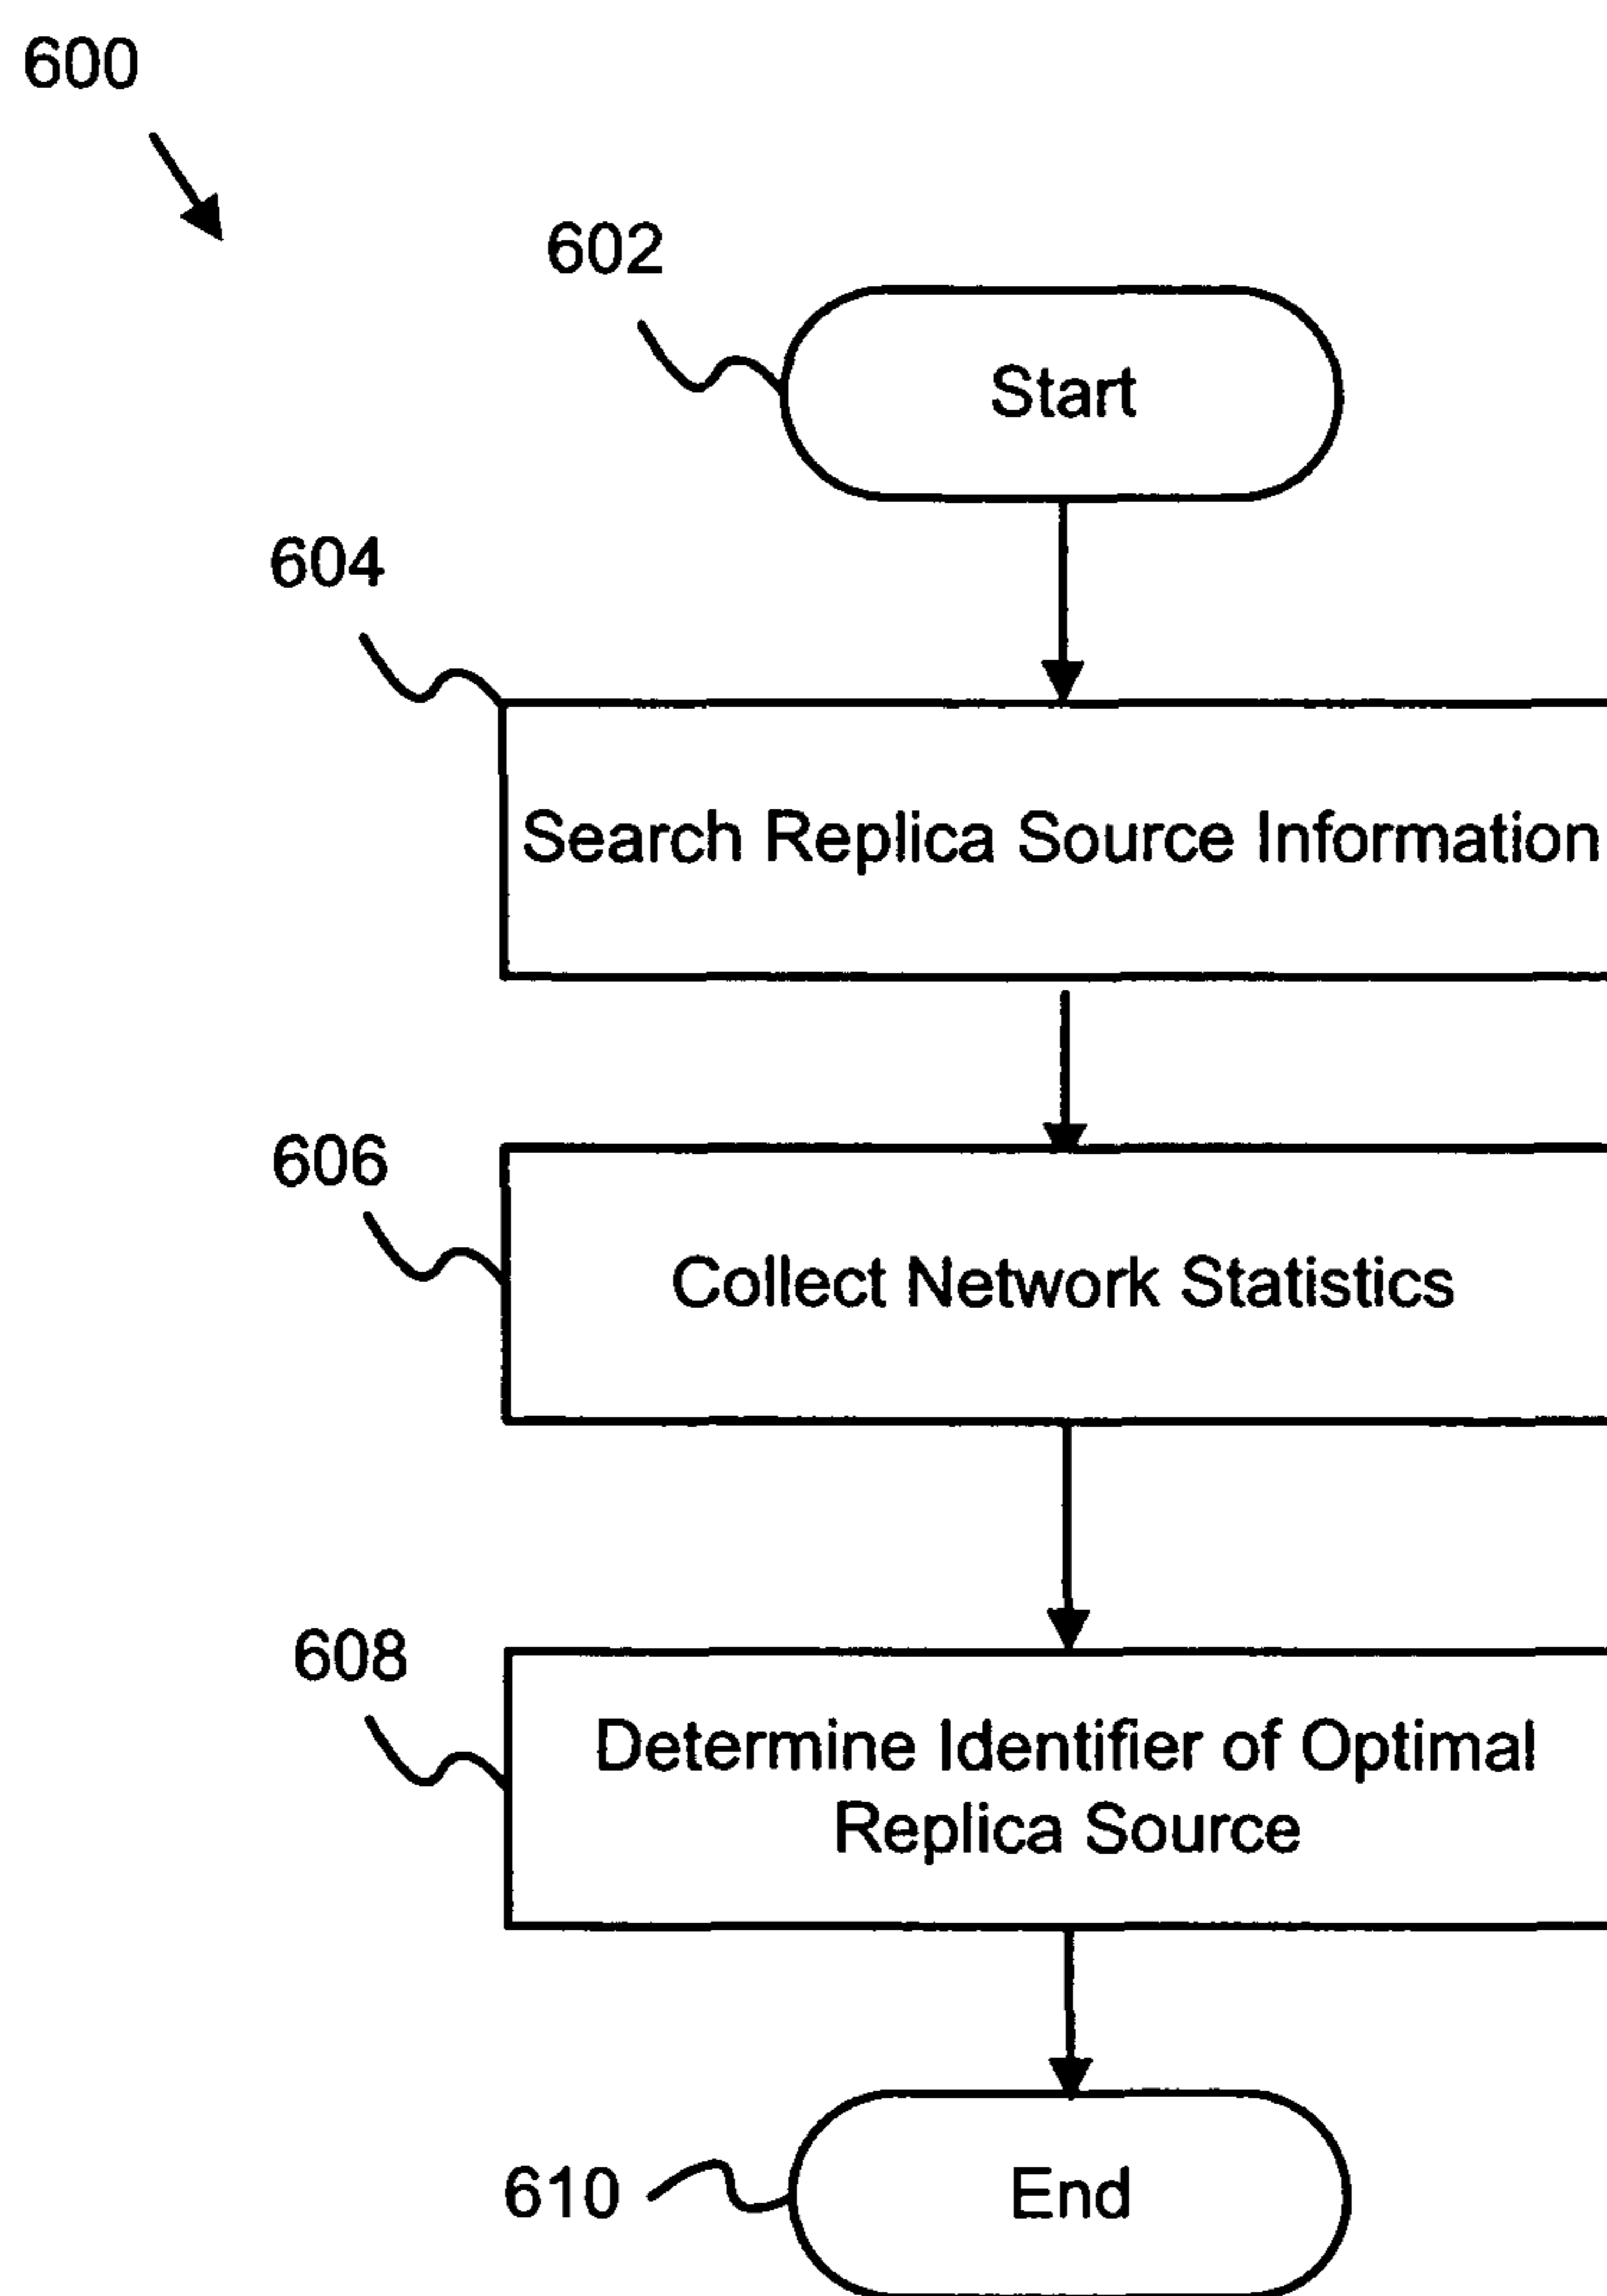 600
602
Start
604
Search Replica Source Information
606
Collect Network Statistics
608
Determine Identifier of Optimal
Replica Source
610
End